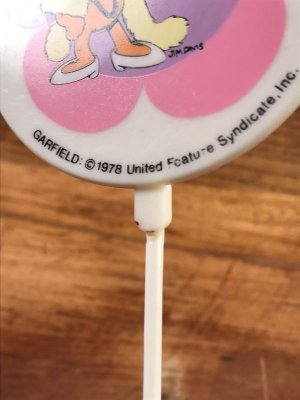 JIM DAVIS
GARFIELD: ©1978 United Feature Syndicate, Inc.